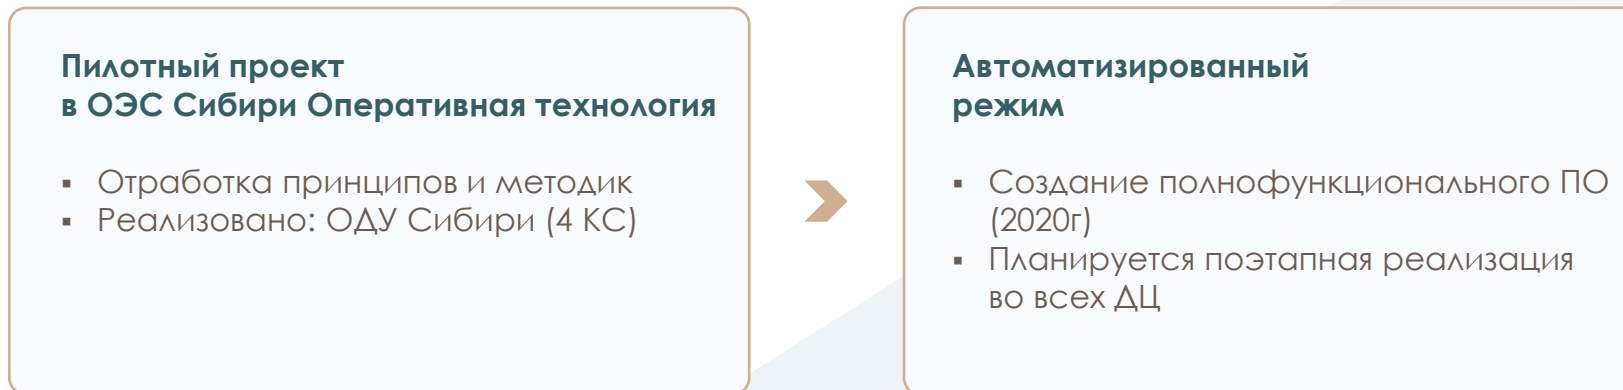 Пилотный проект
в ОЭС Сибири Оперативная технология
▪ Отработка принципов и методик
▪ Реализовано: ОДУ Сибири (4 КС)
Автоматизированный
режим
▪ Создание полнофункционального ПО
(2020г)
▪ Планируется поэтапная реализация
во всех ДЦ